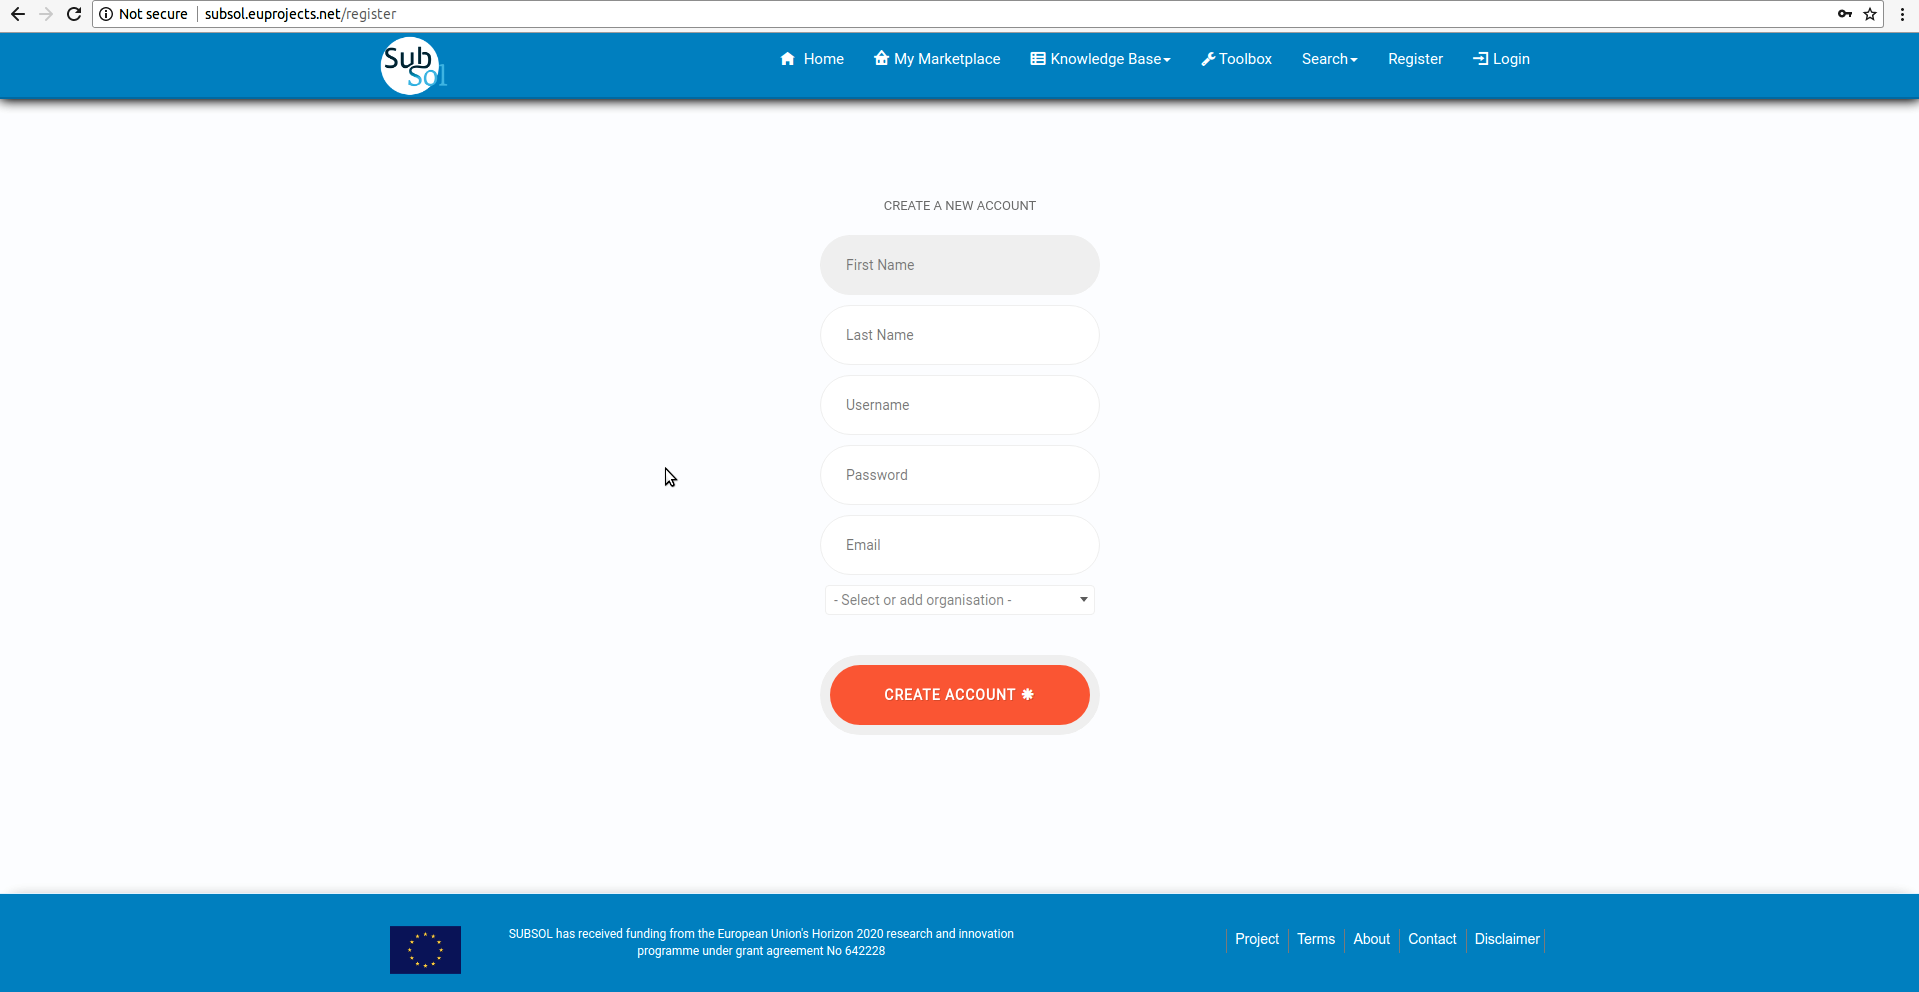 Not secure
subsol.euprojects.net/register
Sub
Sol
Home
My Marketplace
Knowledge Base
Toolbox
Search
Register
Login
CREATE A NEW ACCOUNT
First Name
Last Name
Username
Password
Email
- Select or add organisation -
CREATE ACCOUNT
SUBSOL has received funding from the European Union's Horizon 2020 research and innovation
programme under grant agreement No 642228
Project
Terms
About
Contact
Disclaimer